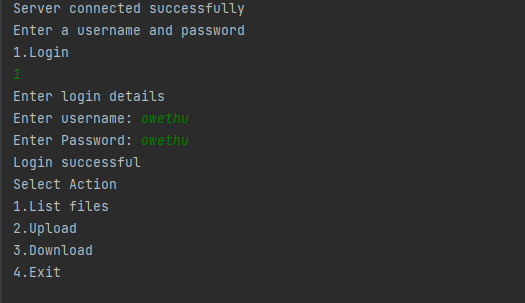 Server connected successfully
Enter a username and password
1.Login
1
Enter login details
Enter username: owethu
Enter Password: owethu
Login successful
Select Action
1.List files
2.Upload
3.Download
4.Exit